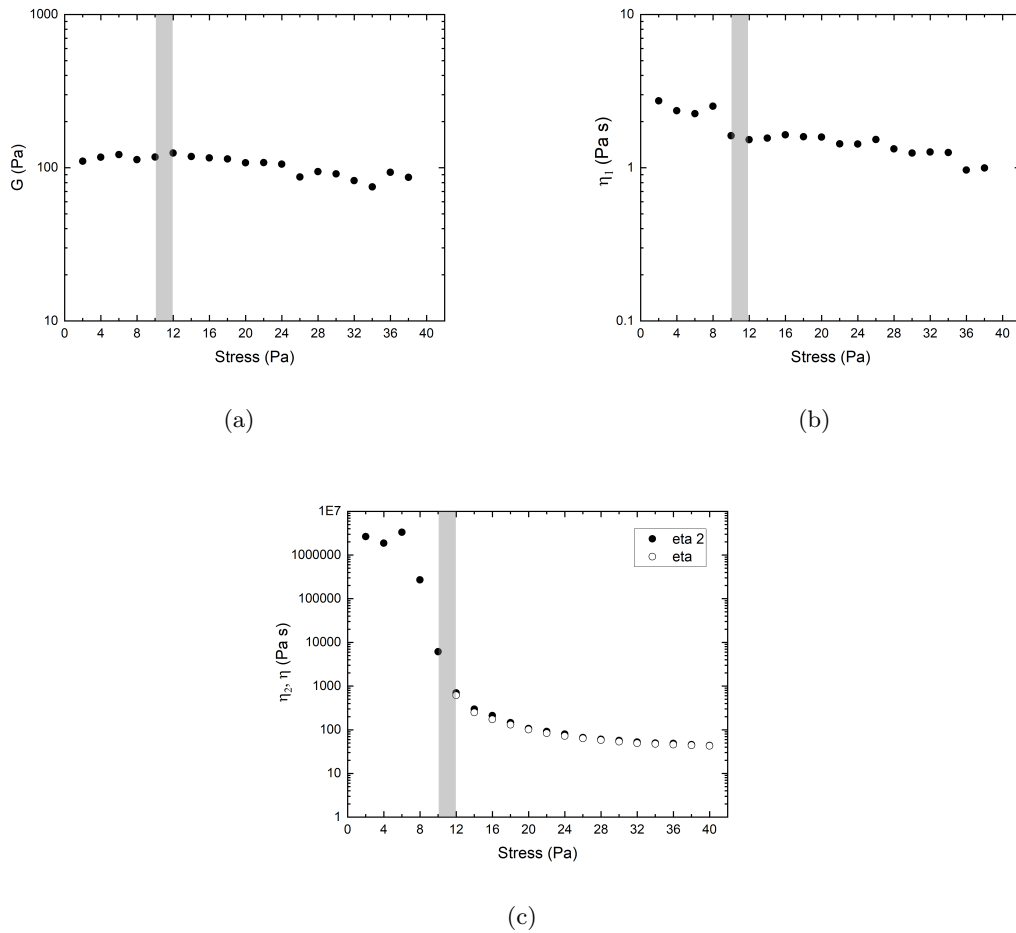 1000
100
10
G (Pa)
0 4 8 12 16 20 24 28 32 36 40
Stress (Pa)
(a)
10
1
0.1
η₁ (Pa s)
0 4 8 12 16 20 24 28 32 36 40
Stress (Pa)
(b)
1E7
1000000
100000
10000
1000
100
10
1
η₂, η (Pa s)
eta 2
eta
0 4 8 12 16 20 24 28 32 36 40
Stress (Pa)
(c)